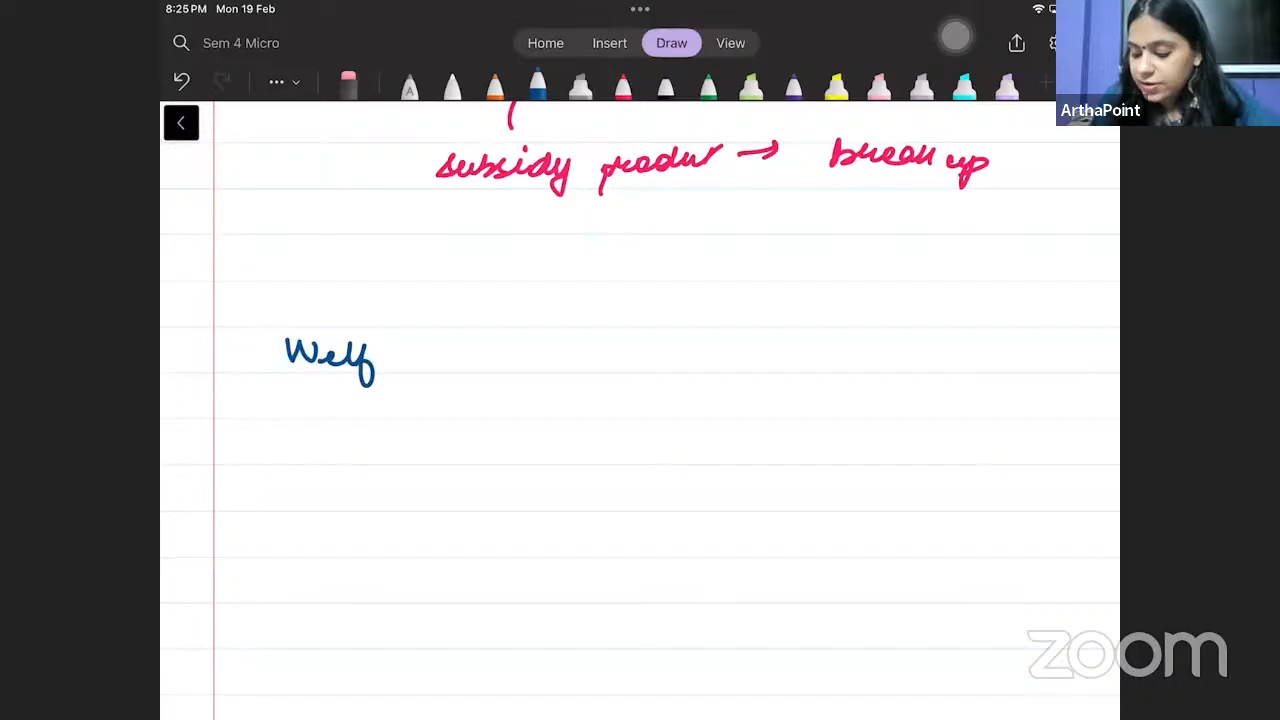 8:25 PM Mon 19 Feb
Sem 4 Micro
Home Insert Draw View
A
ArthaPoint
subsidy → break up
Welf
zoom